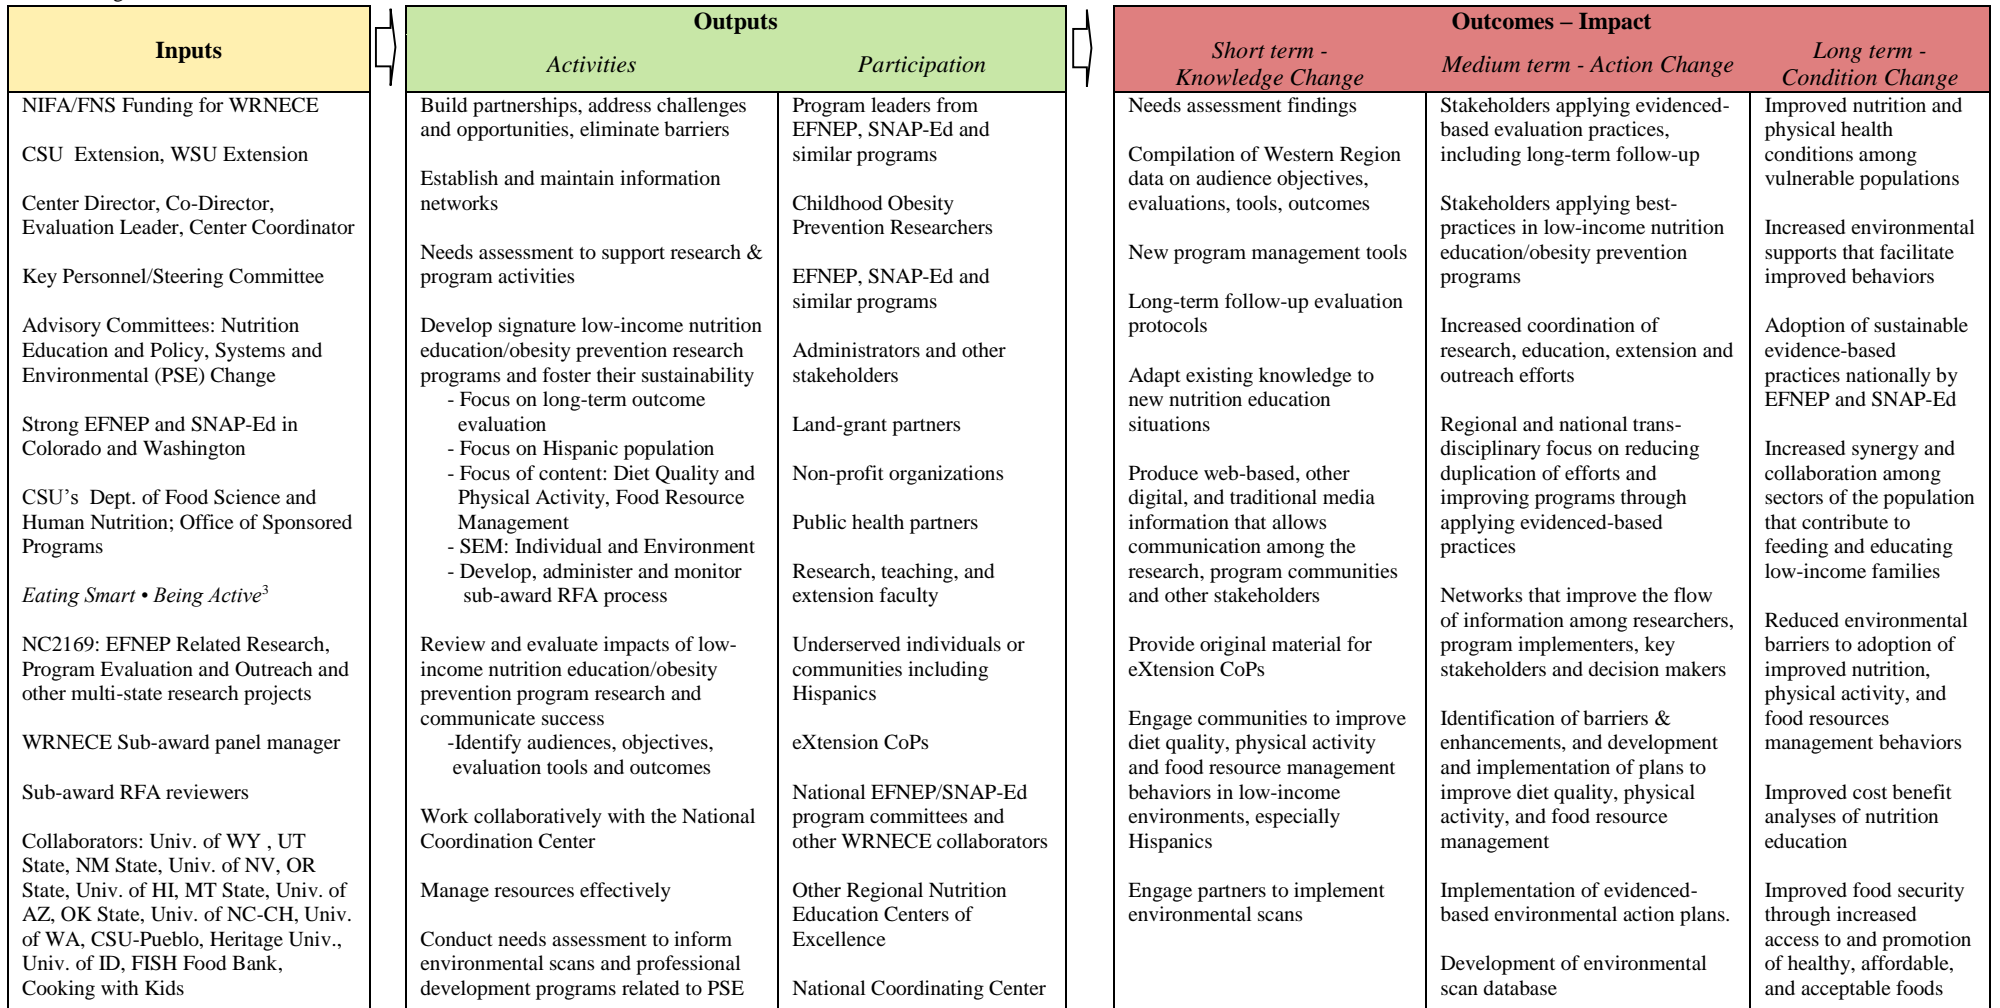 Inputs
NIFA/FNS Funding for WRNECE
CSU Extension, WSU Extension
Center Director, Co-Director,
Evaluation Leader, Center Coordinator
Key Personnel/Steering Committee
Advisory Committees: Nutrition
Education and Policy, Systems and
Environmental (PSE) Change
Strong EFNEP and SNAP-Ed in
Colorado and Washington
CSU's Dept. of Food Science and
Human Nutrition; Office of Sponsored
Programs
Eating Smart • Being Active³
NC2169: EFNEP Related Research,
Program Evaluation and Outreach and
other multi-state research projects
WRNECE Sub-award panel manager
Sub-award RFA reviewers
Collaborators: Univ. of WY , UT
State, NM State, Univ. of NV, OR
State, Univ. of HI, MT State, Univ. of
AZ, OK State, Univ. of NC-CH, Univ.
of WA, CSU-Pueblo, Heritage Univ.,
Univ. of ID, FISH Food Bank,
Cooking with Kids
Outputs
Activities
Build partnerships, address challenges
and opportunities, eliminate barriers
Establish and maintain information
networks
Needs assessment to support research &
program activities
Develop signature low-income nutrition
education/obesity prevention research
programs and foster their sustainability
- Focus on long-term outcome
evaluation
- Focus on Hispanic population
- Focus of content: Diet Quality and
Physical Activity, Food Resource
Management
- SEM: Individual and Environment
- Develop, administer and monitor
sub-award RFA process
Review and evaluate impacts of low-
income nutrition education/obesity
prevention program research and
communicate success
-Identify audiences, objectives,
evaluation tools and outcomes
Work collaboratively with the National
Coordination Center
Manage resources effectively
Conduct needs assessment to inform
environmental scans and professional
development programs related to PSE
Participation
Program leaders from
EFNEP, SNAP-Ed and
similar programs
Childhood Obesity
Prevention Researchers
EFNEP, SNAP-Ed and
similar programs
Administrators and other
stakeholders
Land-grant partners
Non-profit organizations
Public health partners
Research, teaching, and
extension faculty
Underserved individuals or
communities including
Hispanics
eXtension CoPs
National EFNEP/SNAP-Ed
program committees and
other WRNECE collaborators
Other Regional Nutrition
Education Centers of
Excellence
National Coordinating Center
Outcomes – Impact
Short term -
Knowledge Change
Needs assessment findings
Compilation of Western Region
data on audience objectives,
evaluations, tools, outcomes
New program management tools
Long-term follow-up evaluation
protocols
Adapt existing knowledge to
new nutrition education
situations
Produce web-based, other
digital, and traditional media
information that allows
communication among the
research, program communities
and other stakeholders
Provide original material for
eXtension CoPs
Engage communities to improve
diet quality, physical activity
and food resource management
behaviors in low-income
environments, especially
Hispanics
Engage partners to implement
environmental scans
Medium term - Action Change
Stakeholders applying evidenced-
based evaluation practices,
including long-term follow-up
Stakeholders applying best-
practices in low-income nutrition
education/obesity prevention
programs
Increased coordination of
research, education, extension and
outreach efforts
Regional and national trans-
disciplinary focus on reducing
duplication of efforts and
improving programs through
applying evidenced-based
practices
Networks that improve the flow
of information among researchers,
program implementers, key
stakeholders and decision makers
Identification of barriers &
enhancements, and development
and implementation of plans to
improve diet quality, physical
activity, and food resource
management
Implementation of evidenced-
based environmental action plans.
Development of environmental
scan database
Long term -
Condition Change
Improved nutrition and
physical health
conditions among
vulnerable populations
Increased environmental
supports that facilitate
improved behaviors
Adoption of sustainable
evidence-based
practices nationally by
EFNEP and SNAP-Ed
Increased synergy and
collaboration among
sectors of the population
that contribute to
feeding and educating
low-income families
Reduced environmental
barriers to adoption of
improved nutrition,
physical activity, and
food resources
management behaviors
Improved cost benefit
analyses of nutrition
education
Improved food security
through increased
access to and promotion
of healthy, affordable,
and acceptable foods